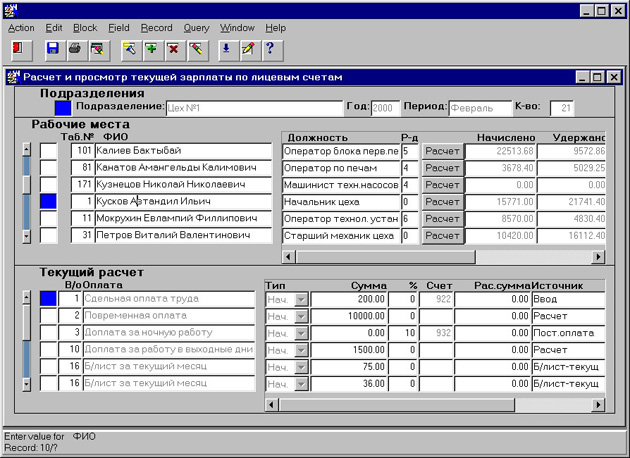 Action Edit Block Field Record Query Window Help
Расчет и просмотр текущей зарплаты по лицевым счетам
Подразделения
Подразделение: Цех №1 Год: 2000 Период: Февраль К-во: 21
Рабочие места
Таб.№ ФИО Должность Р-д Начислено Удержано
101 Калиев Бактыбай Оператор блока перв.пе 5 Расчет 22513.68 9572.86
81 Канатов Амангельды Калимович Оператор по печам 4 Расчет 3678.40 5029.25
171 Кузнецов Николай Николаевич Машинист техн.насосов 4 Расчет 0.00 0.00
1 Кусков Автандил Ильич Начальник цеха 0 Расчет 15771.00 21741.40
11 Мокрухин Евлампий Филлипович Оператор технол. устан 6 Расчет 8570.00 4830.40
31 Петров Виталий Валентинович Старший механик цеха 0 Расчет 10420.00 16112.40
Текущий расчет
В/о Оплата Тип Сумма % Счет Рас.сумма Источник
1 Сдельная оплата труда Нач. 200.00 0 922 0.00 Ввод
2 Повременная оплата Нач. 10000.00 0 0.00 Расчет
3 Доплата за ночную работу Нач. 0.00 10 932 0.00 Пост.оплата
10 Доплата за работу в выходные дни Нач. 1500.00 0 0.00 Расчет
16 Б/лист за текущий месяц Нач. 75.00 0 0.00 Б/лист-текущ
16 Б/лист за текущий месяц Нач. 36.00 0 0.00 Б/лист-текущ
Enter value for ФИО
Record: 10/?